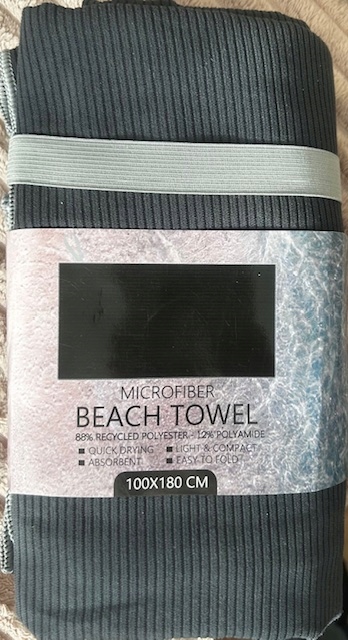 MICROFIBER
BEACH TOWEL
88% RECYCLED POLYESTER - 12% POLYAMIDE
■ QUICK DRYING ■ LIGHT & COMPACT
■ ABSORBENT ■ EASY TO FOLD
100X180 CM